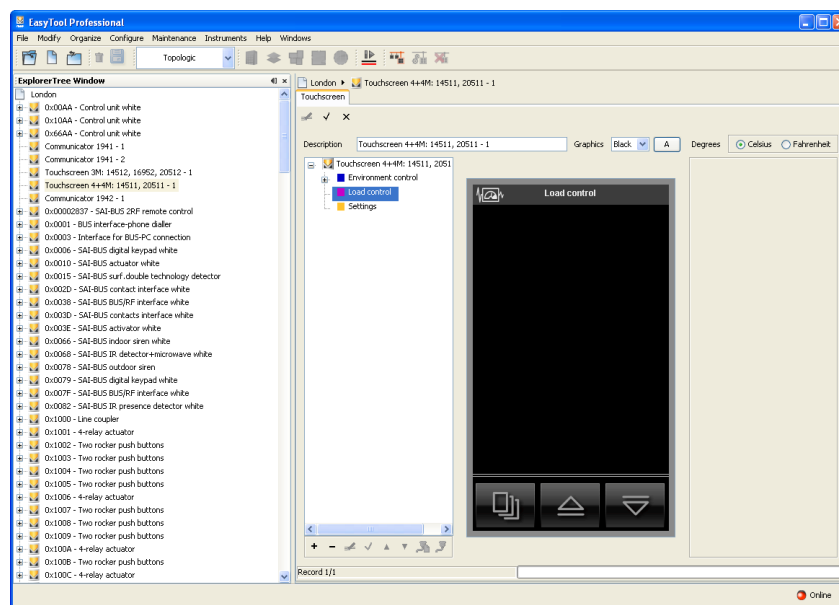 EasyTool Professional
File Modify Organize Configure Maintenance Instruments Help Windows
Topologic
ExplorerTree Window
London
0x00AA - Control unit white
0x10AA - Control unit white
0x66AA - Control unit white
Communicator 1941 - 1
Communicator 1941 - 2
Touchscreen 3M: 14512, 16952, 20512 - 1
Touchscreen 4+4M: 14511, 20511 - 1
Communicator 1942 - 1
0x00002837 - SAI-BUS 2RF remote control
0x0001 - BUS interface-phone dialler
0x0003 - Interface for BUS-PC connection
0x0006 - SAI-BUS digital keypad white
0x0010 - SAI-BUS actuator white
0x0015 - SAI-BUS surf.double technology detector
0x002D - SAI-BUS contact interface white
0x0038 - SAI-BUS BUS/RF interface white
0x003D - SAI-BUS contacts interface white
0x003E - SAI-BUS activator white
0x0066 - SAI-BUS indoor siren white
0x0068 - SAI-BUS IR detector+microwave white
0x0078 - SAI-BUS outdoor siren
0x0079 - SAI-BUS digital keypad white
0x007F - SAI-BUS BUS/RF interface white
0x0082 - SAI-BUS IR presence detector white
0x1000 - Line coupler
0x1001 - 4-relay actuator
0x1002 - Two rocker push buttons
0x1003 - Two rocker push buttons
0x1004 - Two rocker push buttons
0x1005 - Two rocker push buttons
0x1006 - 4-relay actuator
0x1007 - Two rocker push buttons
0x1008 - Two rocker push buttons
0x1009 - Two rocker push buttons
0x100A - 4-relay actuator
0x100B - Two rocker push buttons
0x100C - 4-relay actuator
London Touchscreen 4+4M: 14511, 20511 - 1
Touchscreen
Description Touchscreen 4+4M: 14511, 20511 - 1 Graphics Black A Degrees Celsius Fahrenheit
Touchscreen 4+4M: 14511, 2051
Environment control
Load control
Settings
Load control
Record 1/1
Online